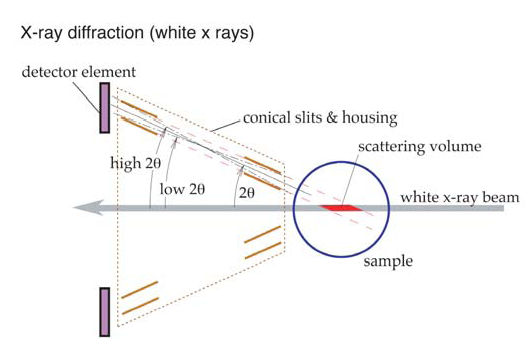 X-ray diffraction (white x rays)
detector element
conical slits & housing
scattering volume
high 2θ
low 2θ
2θ
white x-ray beam
sample